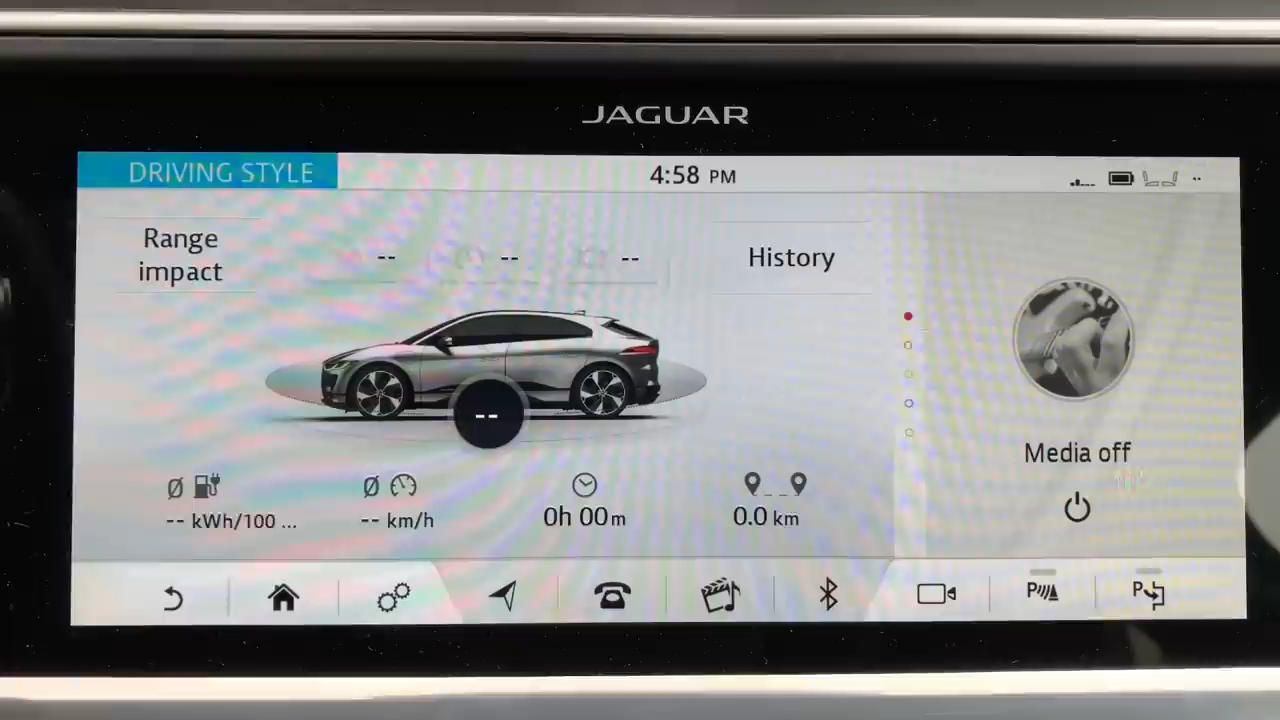 JAGUAR
DRIVING STYLE
4:58 PM
Range
impact
--
--
--
History
--
Media off
Ø
-- kWh/100 ...
Ø
-- km/h
0h 00m
0.0 km
P
P